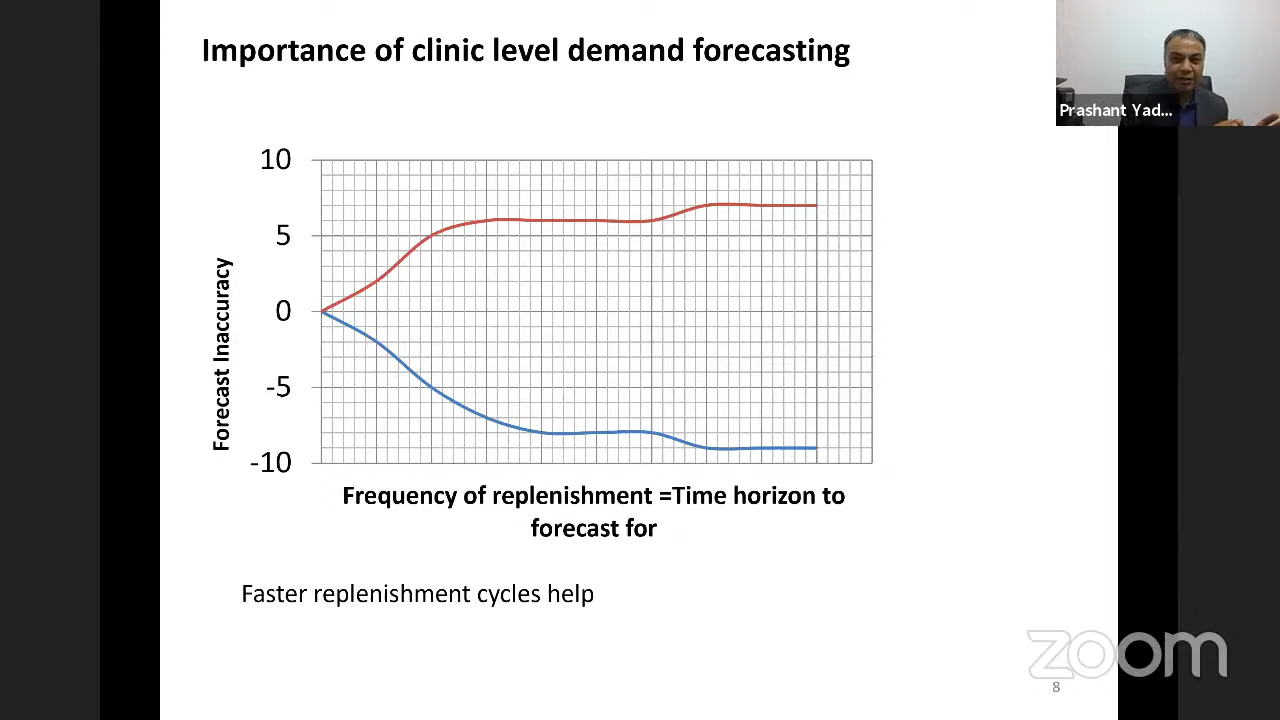 Importance of clinic level demand forecasting
Prashant Yad...
10
5
0
-5
-10
Forecast Inaccuracy
Frequency of replenishment =Time horizon to
forecast for
Faster replenishment cycles help
zoom
8